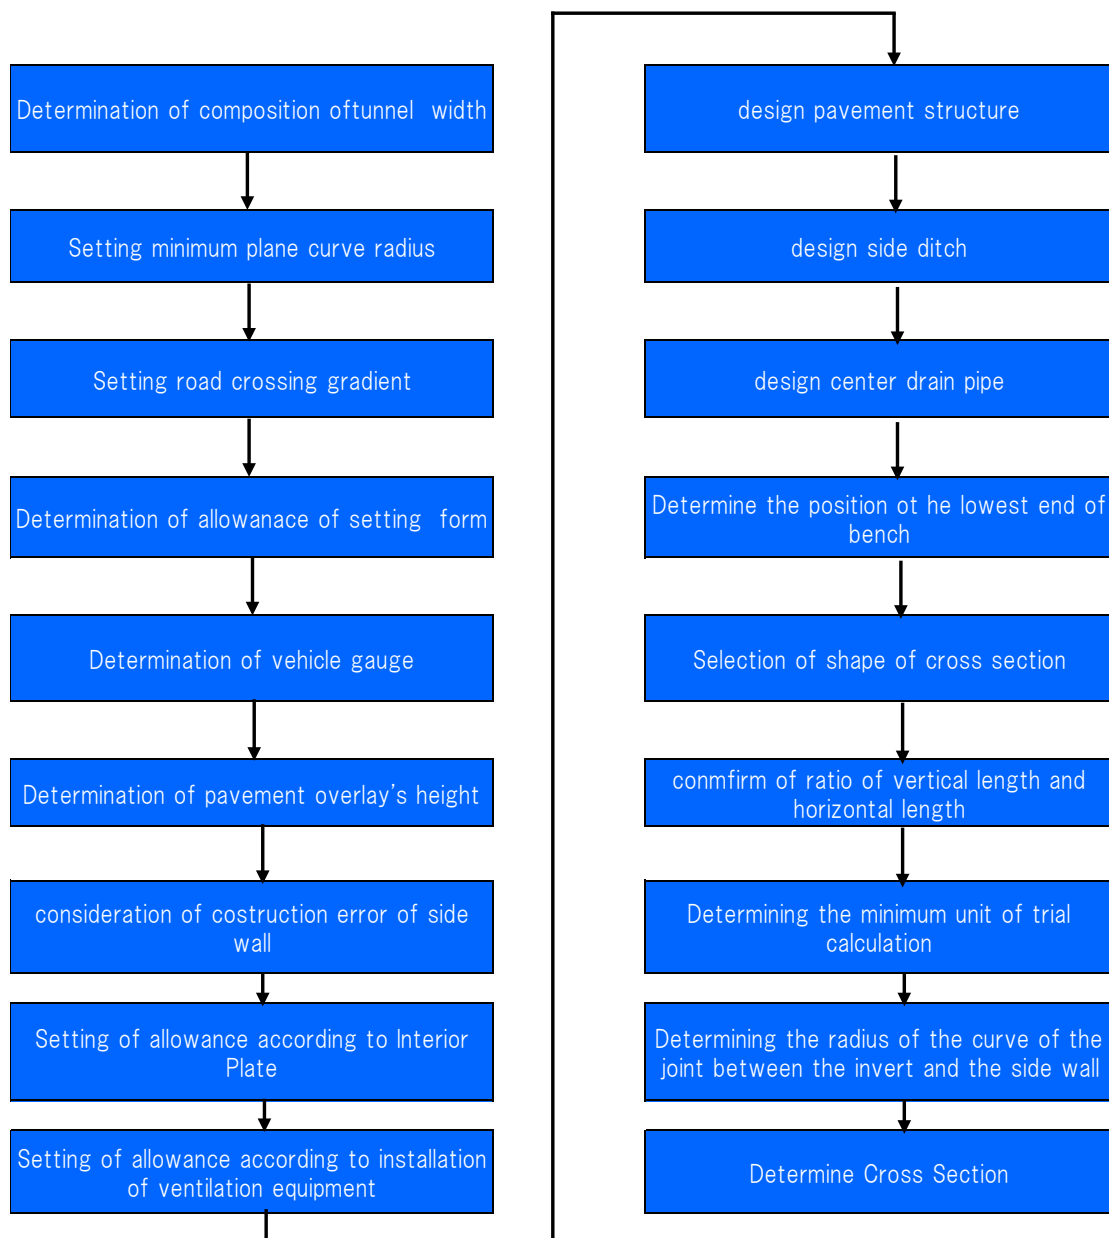 Determination of composition oftunnel width
Setting minimum plane curve radius
Setting road crossing gradient
Determination of allowanace of setting form
Determination of vehicle gauge
Determination of pavement overlay's height
consideration of costruction error of side
wall
Setting of allowance according to Interior
Plate
Setting of allowance according to installation
of ventilation equipment
design pavement structure
design side ditch
design center drain pipe
Determine the position ot he lowest end of
bench
Selection of shape of cross section
conmfirm of ratio of vertical length and
horizontal length
Determining the minimum unit of trial
calculation
Determining the radius of the curve of the
joint between the invert and the side wall
Determine Cross Section